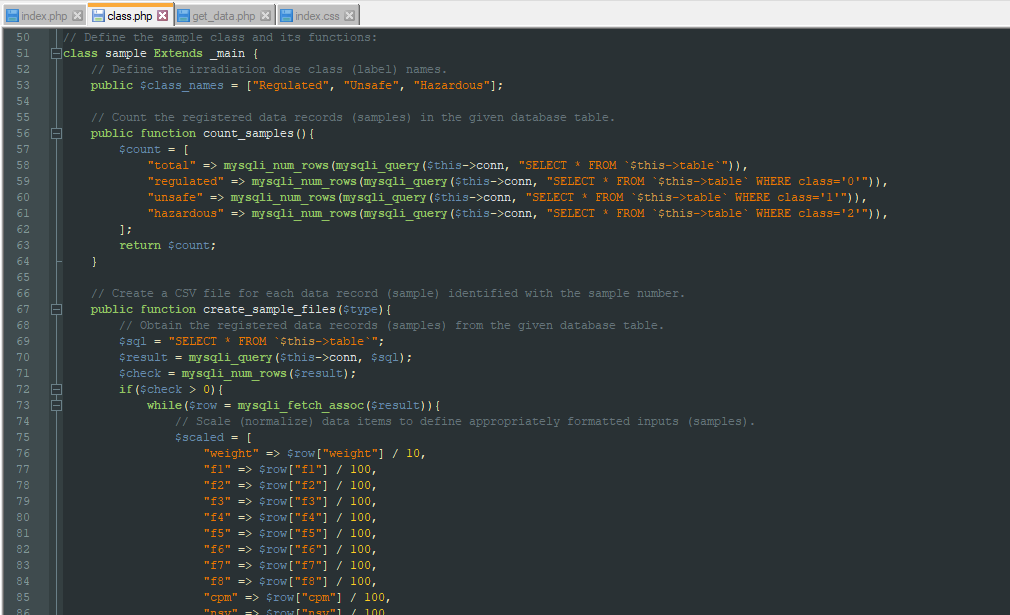 index.php class.php get_data.php index.css
50 // Define the sample class and its functions:
51 class sample Extends _main {
52 // Define the irradiation dose class (label) names.
53 public $class_names = ["Regulated", "Unsafe", "Hazardous"];
54
55 // Count the registered data records (samples) in the given database table.
56 public function count_samples(){
57 $count = [
58 "total" => mysqli_num_rows(mysqli_query($this->conn, "SELECT * FROM `$this->table`")),
59 "regulated" => mysqli_num_rows(mysqli_query($this->conn, "SELECT * FROM `$this->table` WHERE class='0'")),
60 "unsafe" => mysqli_num_rows(mysqli_query($this->conn, "SELECT * FROM `$this->table` WHERE class='1'")),
61 "hazardous" => mysqli_num_rows(mysqli_query($this->conn, "SELECT * FROM `$this->table` WHERE class='2'")),
62 ];
63 return $count;
64 }
65
66 // Create a CSV file for each data record (sample) identified with the sample number.
67 public function create_sample_files($type){
68 // Obtain the registered data records (samples) from the given database table.
69 $sql = "SELECT * FROM `$this->table`";
70 $result = mysqli_query($this->conn, $sql);
71 $check = mysqli_num_rows($result);
72 if($check > 0){
73 while($row = mysqli_fetch_assoc($result)){
74 // Scale (normalize) data items to define appropriately formatted inputs (samples).
75 $scaled = [
76 "weight" => $row["weight"] / 10,
77 "f1" => $row["f1"] / 100,
78 "f2" => $row["f2"] / 100,
79 "f3" => $row["f3"] / 100,
80 "f4" => $row["f4"] / 100,
81 "f5" => $row["f5"] / 100,
82 "f6" => $row["f6"] / 100,
83 "f7" => $row["f7"] / 100,
84 "f8" => $row["f8"] / 100,
85 "cpm" => $row["cpm"] / 100,
86 "nsv" => $row["nsv"] / 100